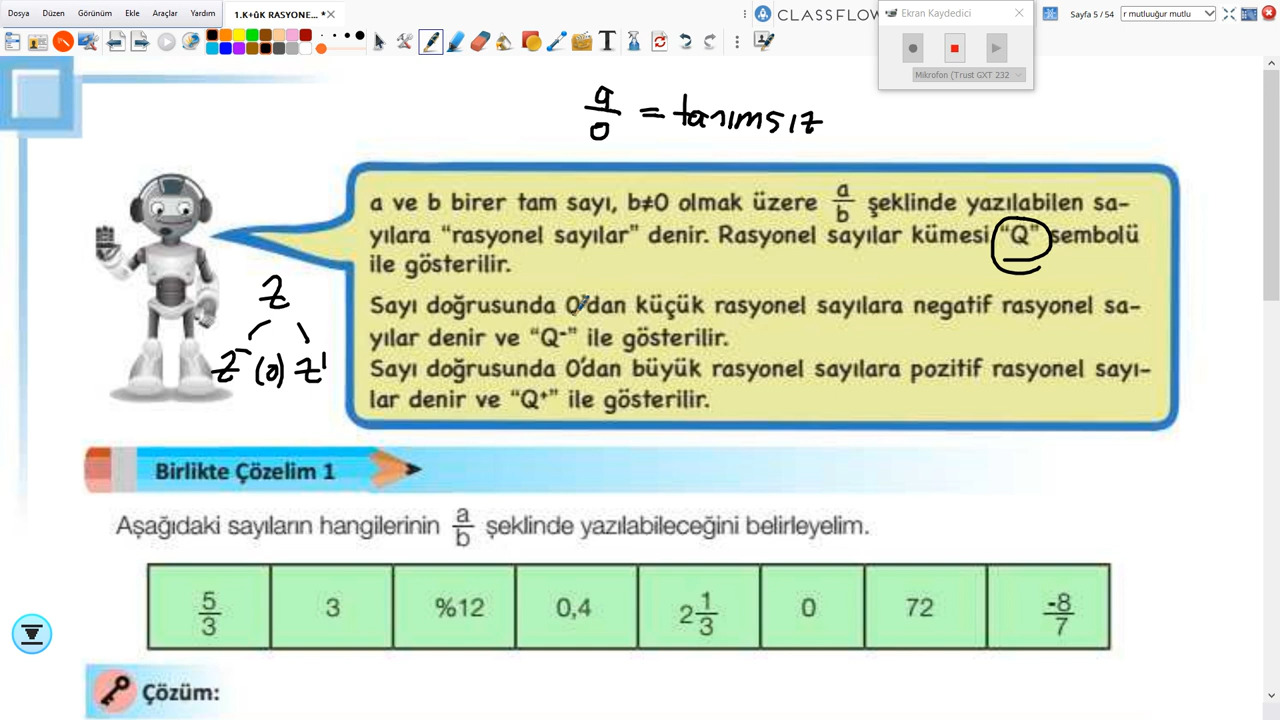 Dosya Düzen Görünüm Ekle Araçlar Yardım
1.K+ûK RASYONE... *
CLASSFLOW
Ekran Kaydedici
Mikrofon (Trust GXT 232
Sayfa 5 / 54
r mutluuğur mutlu
T
a/0 = tanımsız
a ve b birer tam sayı, b≠0 olmak üzere a/b şeklinde yazılabilen sa-
yılara “rasyonel sayılar” denir. Rasyonel sayılar kümesi “Q” sembolü
ile gösterilir.
Sayı doğrusunda 0'dan küçük rasyonel sayılara negatif rasyonel sa-
yılar denir ve “Q-” ile gösterilir.
Sayı doğrusunda 0'dan büyük rasyonel sayılara pozitif rasyonel sayı-
lar denir ve “Q+” ile gösterilir.
Z
Z⁻ (0) Z⁺
Birlikte Çözelim 1
Aşağıdaki sayıların hangilerinin a/b şeklinde yazılabileceğini belirleyelim.
5/3 3 %12 0,4 2 1/3 0 72 -8/7
Çözüm: